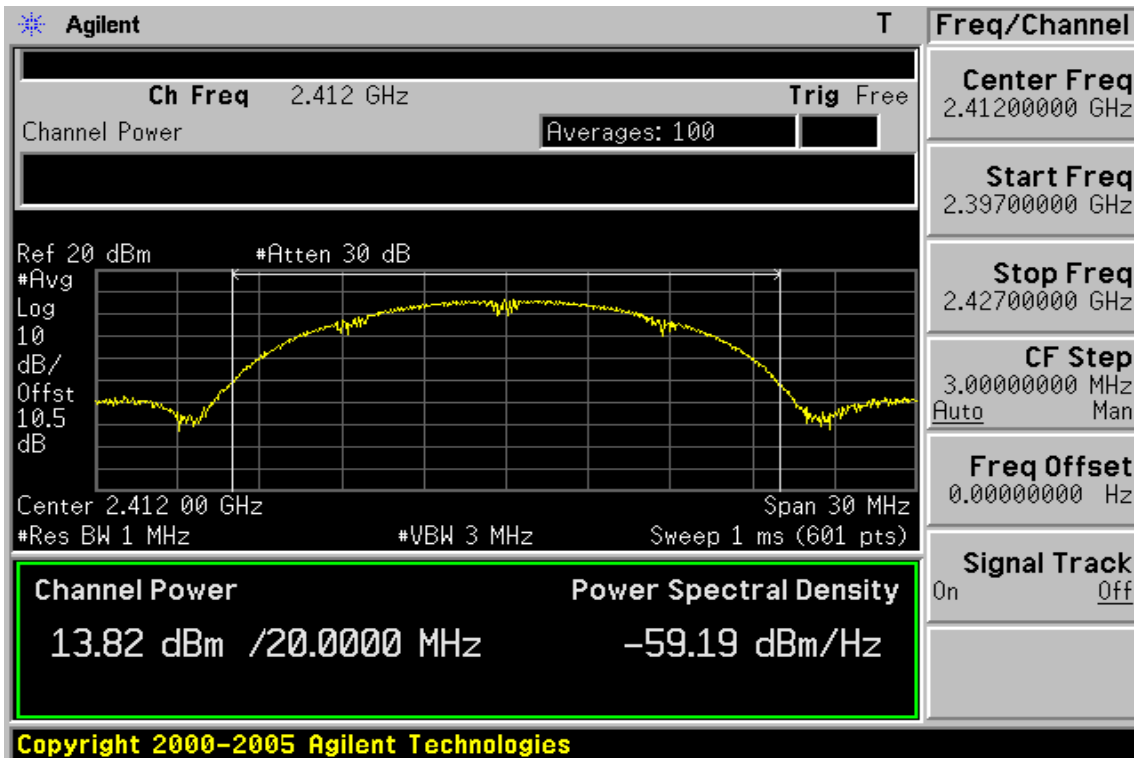 Agilent T Freq/Channel
Ch Freq 2.412 GHz Trig Free
Channel Power Averages: 100
Ref 20 dBm #Atten 30 dB
#Avg
Log
10
dB/
Offst
10.5
dB
Center 2.412 00 GHz Span 30 MHz
#Res BW 1 MHz #VBW 3 MHz Sweep 1 ms (601 pts)
Channel Power Power Spectral Density
13.82 dBm /20.0000 MHz -59.19 dBm/Hz
Copyright 2000-2005 Agilent Technologies
Center Freq
2.41200000 GHz
Start Freq
2.39700000 GHz
Stop Freq
2.42700000 GHz
CF Step
3.00000000 MHz
Auto Man
Freq Offset
0.00000000 Hz
Signal Track
On Off